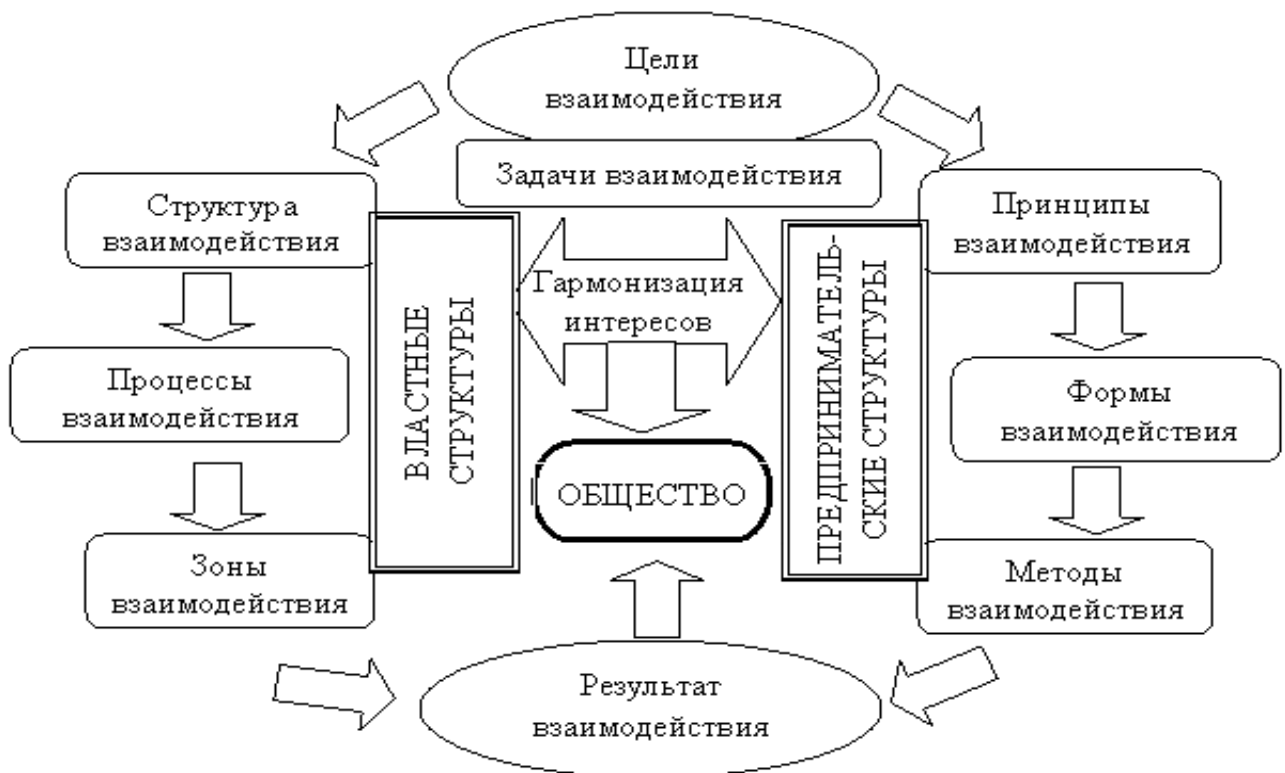 Цели
взаимодействия
Задачи взаимодействия
Структура
взаимодействия
Принципы
взаимодействия
Гармонизация
интересов
ВЛАСТНЫЕ
СТРУКТУРЫ
ПРЕДПРИНИМАТЕЛЬ-
СКИЕ СТРУКТУРЫ
Процессы
взаимодействия
Формы
взаимодействия
ОБЩЕСТВО
Зоны
взаимодействия
Методы
взаимодействия
Результат
взаимодействия